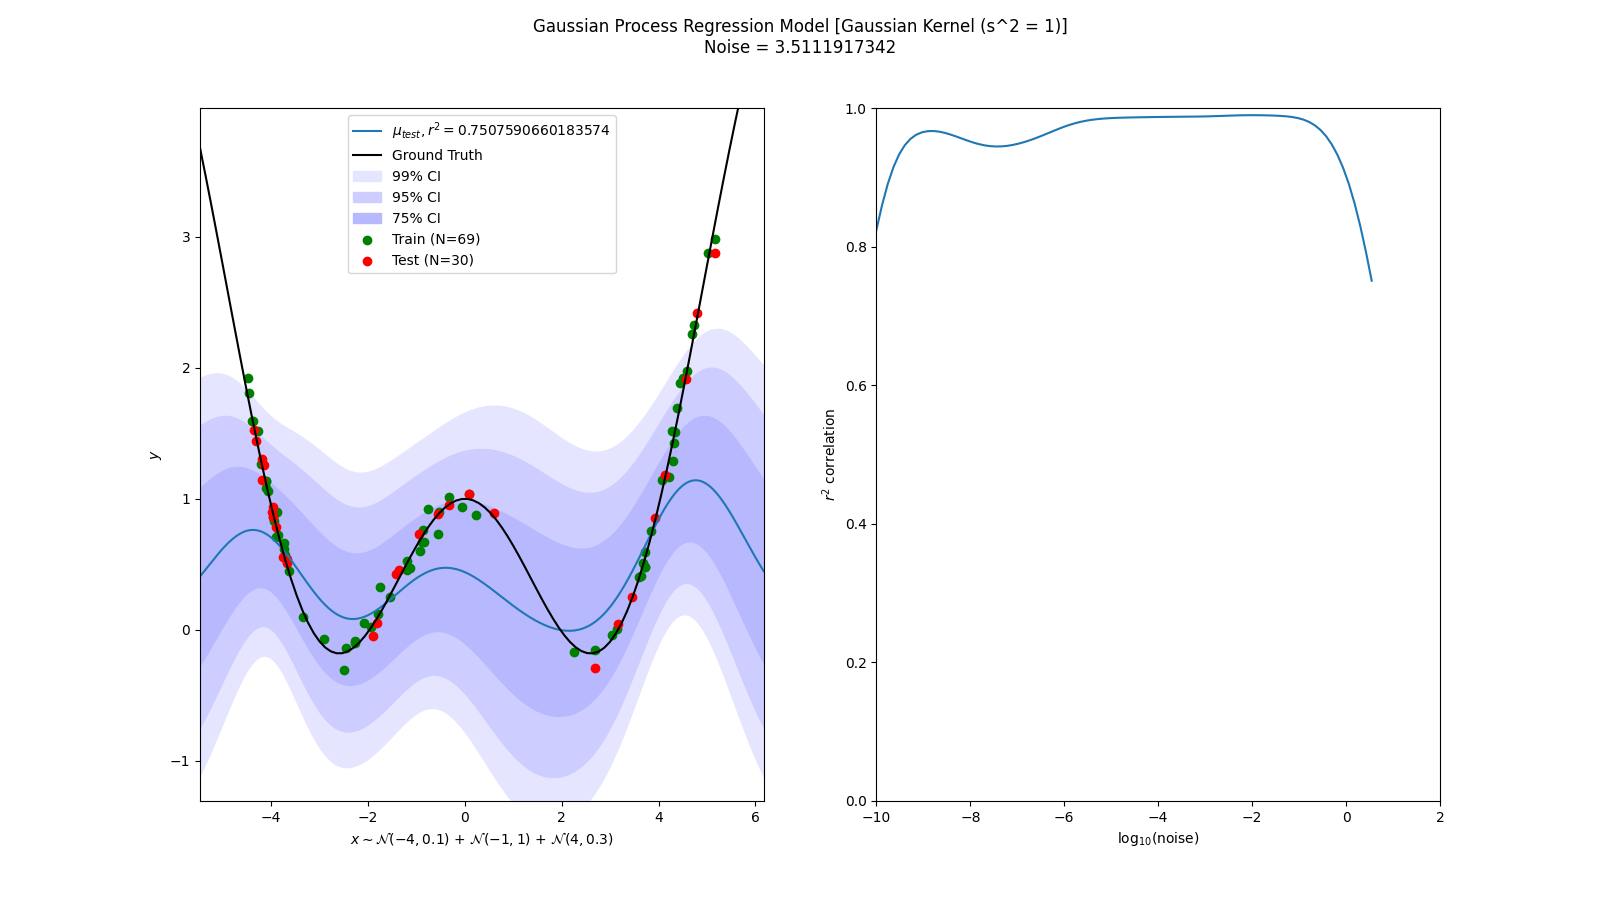 Gaussian Process Regression Model [Gaussian Kernel (s^2 = 1)]
Noise = 3.5111917342
μ_test, r² = 0.7507590660183574
Ground Truth
99% CI
95% CI
75% CI
Train (N=69)
Test (N=30)
y
3
2
1
0
−1
−4 −2 0 2 4 6
x ∼ 𝒩(−4, 0.1) + 𝒩(−1, 1) + 𝒩(4, 0.3)
r² correlation
1.0
0.8
0.6
0.4
0.2
0.0
−10 −8 −6 −4 −2 0 2
log₁₀(noise)